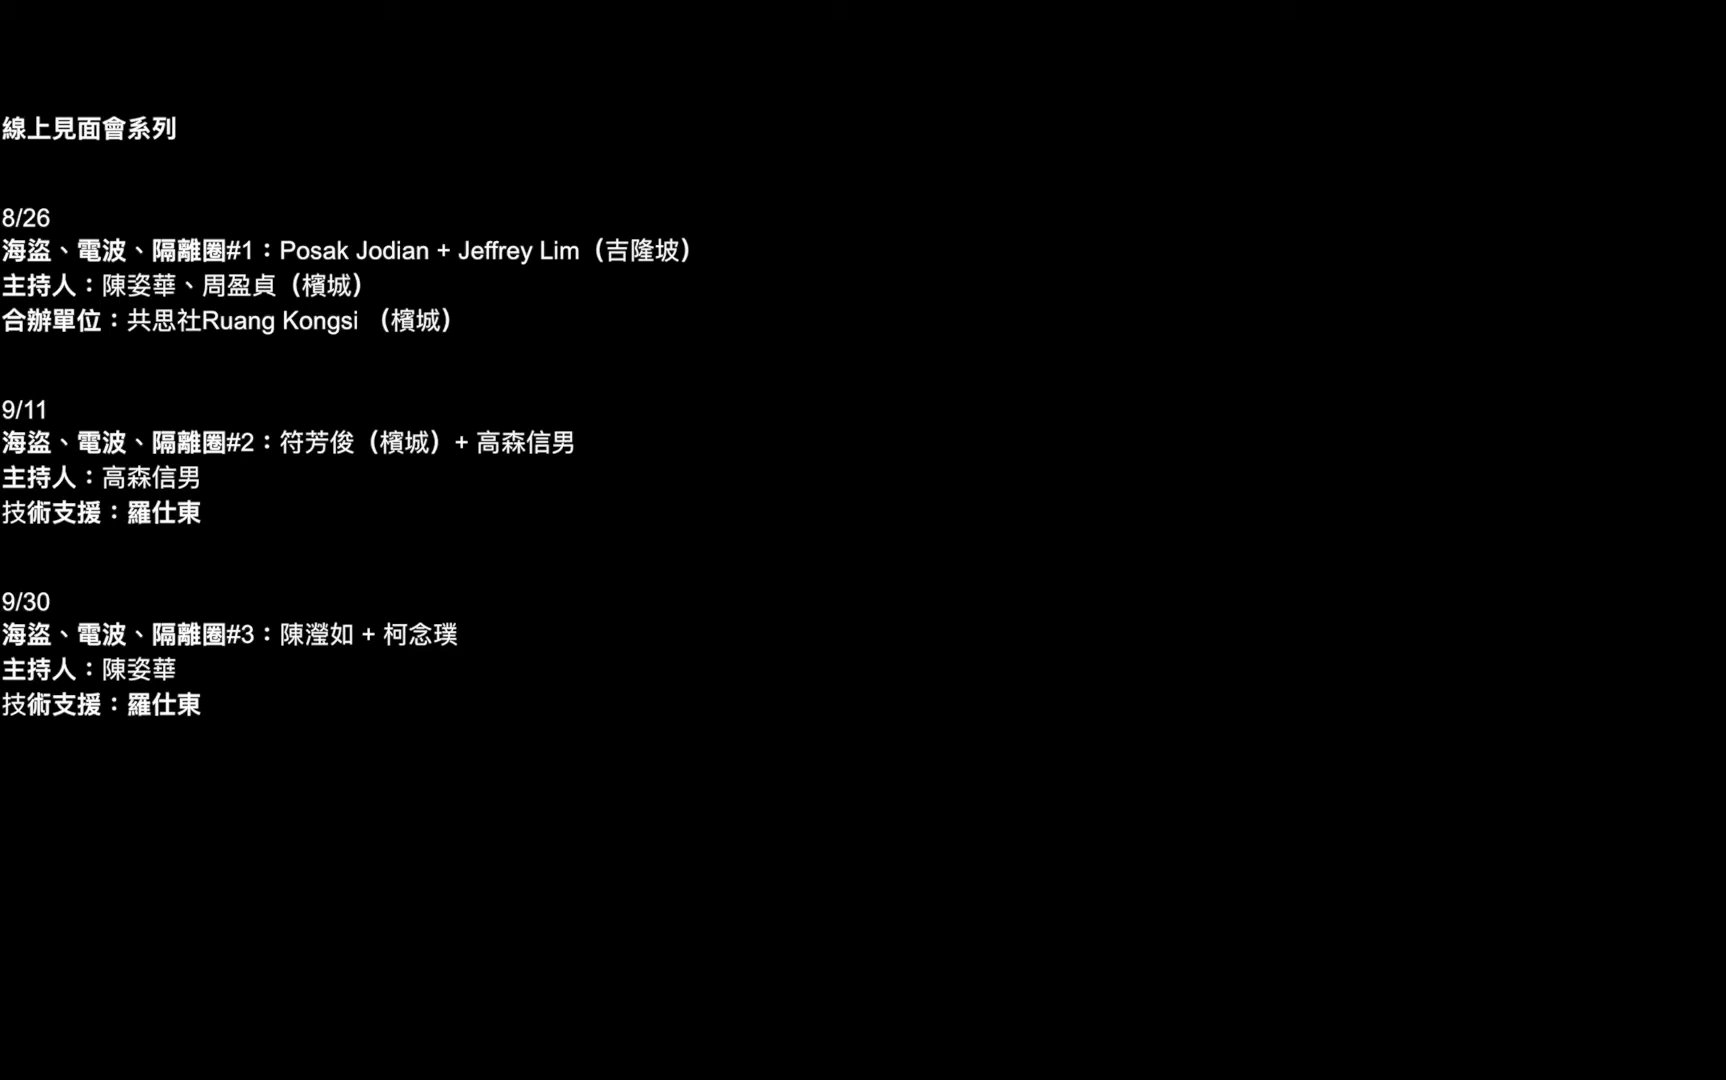 線上見面會系列
8/26
海盜、電波、隔離圈#1：Posak Jodian + Jeffrey Lim（吉隆坡）
主持人：陳姿華、周盈貞（檳城）
合辦單位：共思社Ruang Kongsi （檳城）
9/11
海盜、電波、隔離圈#2：符芳俊（檳城）+ 高森信男
主持人：高森信男
技術支援：羅仕東
9/30
海盜、電波、隔離圈#3：陳瀅如 + 柯念璞
主持人：陳姿華
技術支援：羅仕東